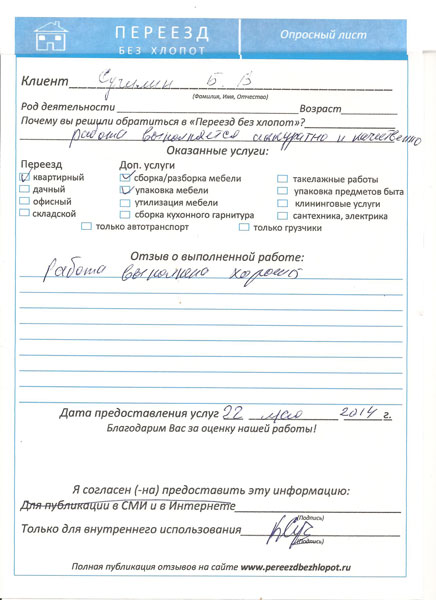 ПЕРЕЕЗД
БЕЗ ХЛОПОТ
Опросный лист
Клиент Сучилин Б В
(Фамилия, Имя, Отчество)
Род деятельности Возраст
Почему вы решили обратиться в «Переезд без хлопот»?
работа выполняется аккуратно и качественно
Оказанные услуги:
Переезд Доп. услуги
квартирный сборка/разборка мебели такелажные работы
дачный упаковка мебели упаковка предметов быта
офисный утилизация мебели клининговые услуги
складской сборка кухонного гарнитура сантехника, электрика
только автотранспорт только грузчики
Отзыв о выполненной работе:
Работа выполнена хорошо
Дата предоставления услуг 22 мая 2014 г.
Благодарим Вас за оценку нашей работы!
Я согласен (-на) предоставить эту информацию:
Для публикации в СМИ и в Интернете
(Подпись)
Только для внутреннего использования
(Подпись)
Полная публикация отзывов на сайте www.pereezdbezhlopot.ru